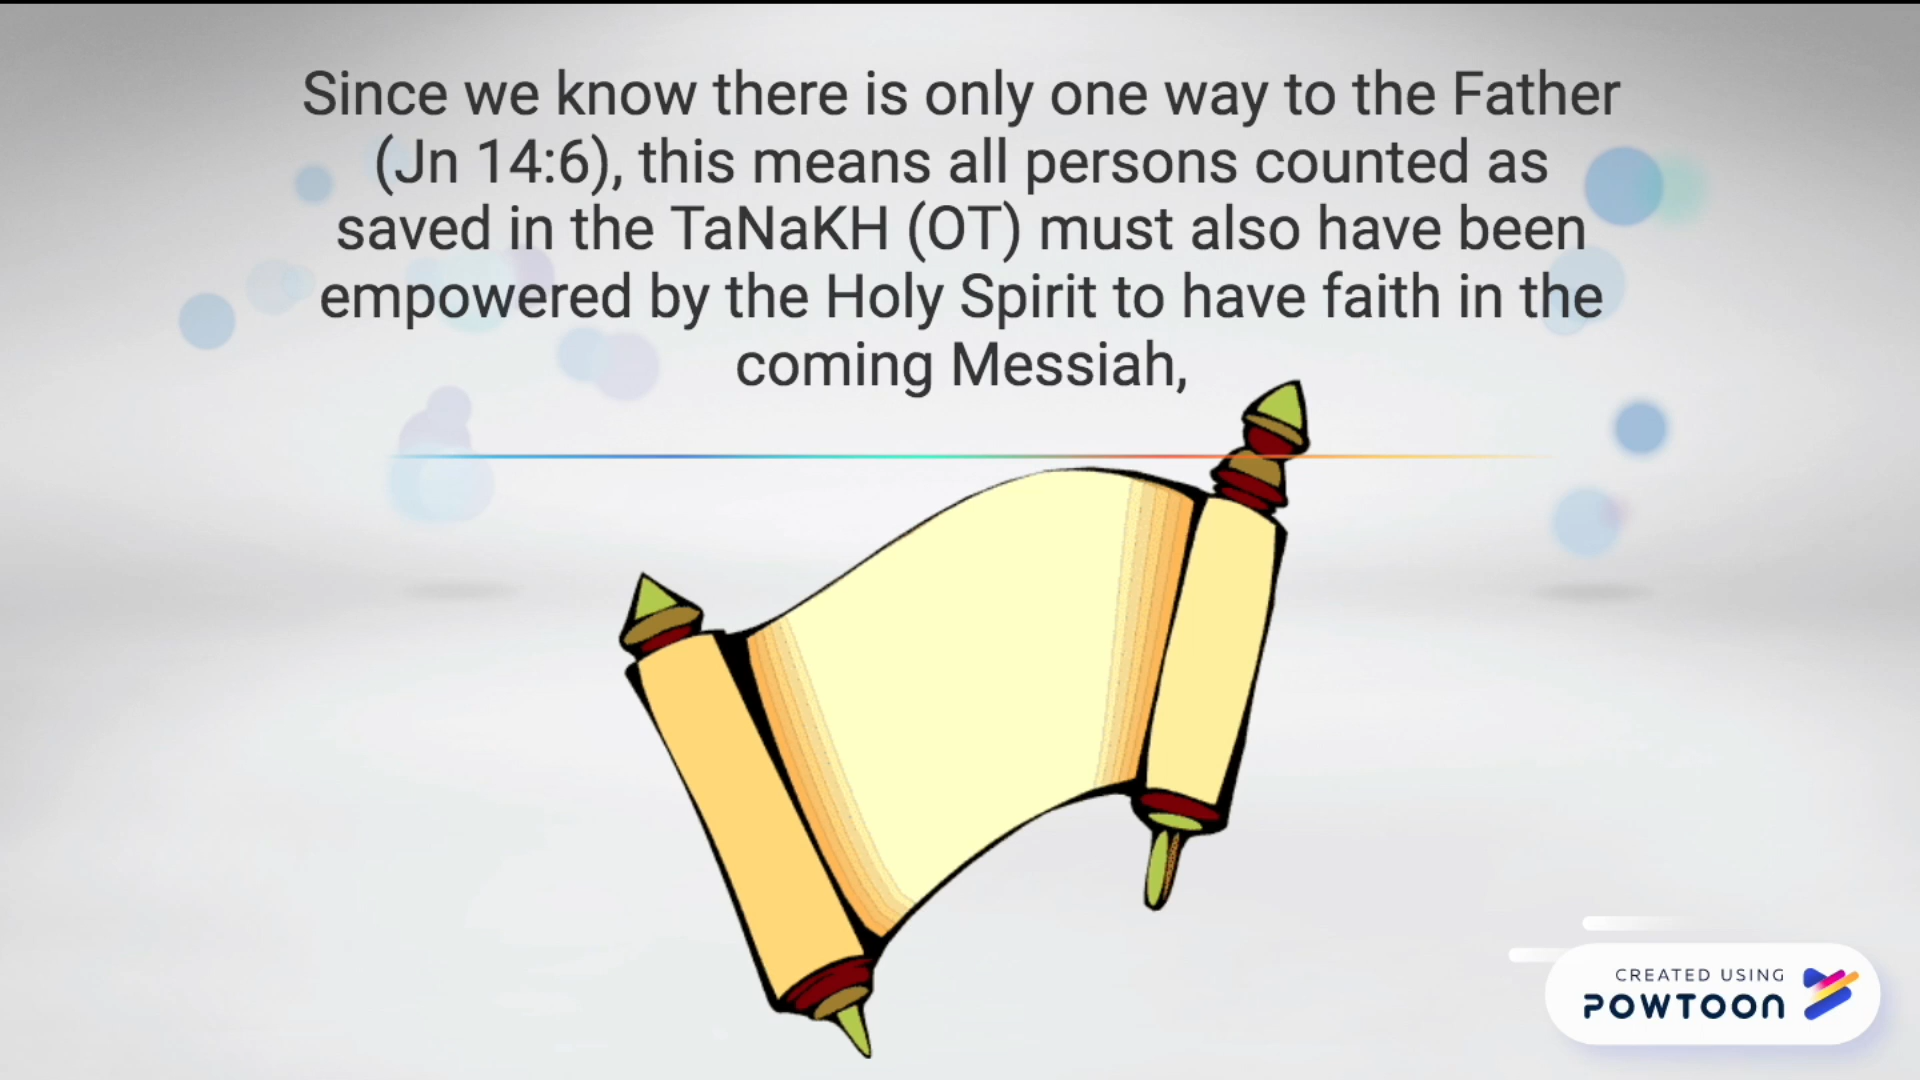 Since we know there is only one way to the Father
(Jn 14:6), this means all persons counted as
saved in the TaNaKH (OT) must also have been
empowered by the Holy Spirit to have faith in the
coming Messiah,
CREATED USING
POWTOON